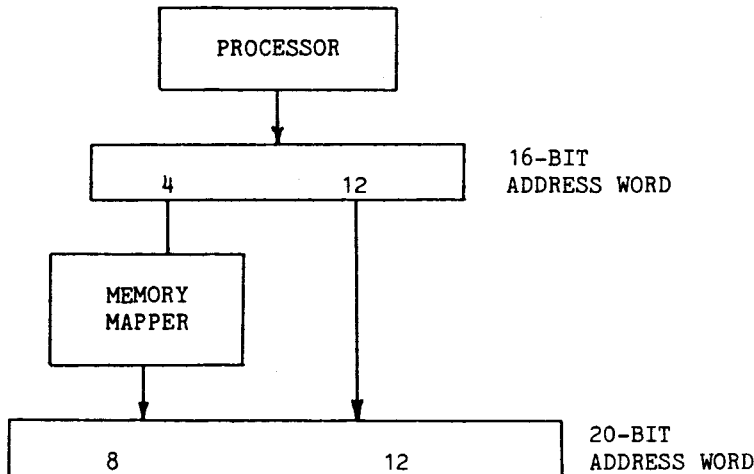 PROCESSOR
16-BIT
ADDRESS WORD
4 12
MEMORY
MAPPER
20-BIT
ADDRESS WORD
8 12